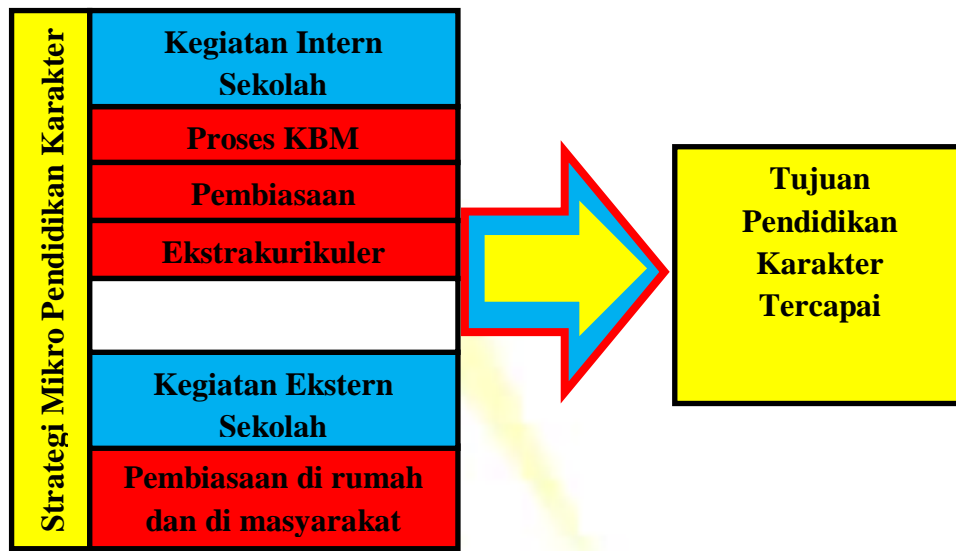 Strategi Mikro Pendidikan Karakter
Kegiatan Intern
Sekolah
Proses KBM
Pembiasaan
Ekstrakurikuler
Kegiatan Ekstern
Sekolah
Pembiasaan di rumah
dan di masyarakat
Tujuan
Pendidikan
Karakter
Tercapai